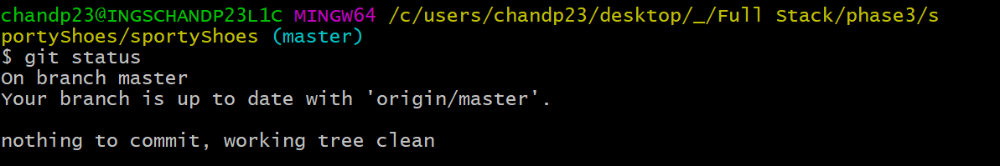 chandp23@INGSCHANDP23L1C MINGW64 /c/users/chandp23/desktop/_/Full Stack/phase3/s
portyShoes/sportyShoes (master)
$ git status
On branch master
Your branch is up to date with 'origin/master'.
nothing to commit, working tree clean